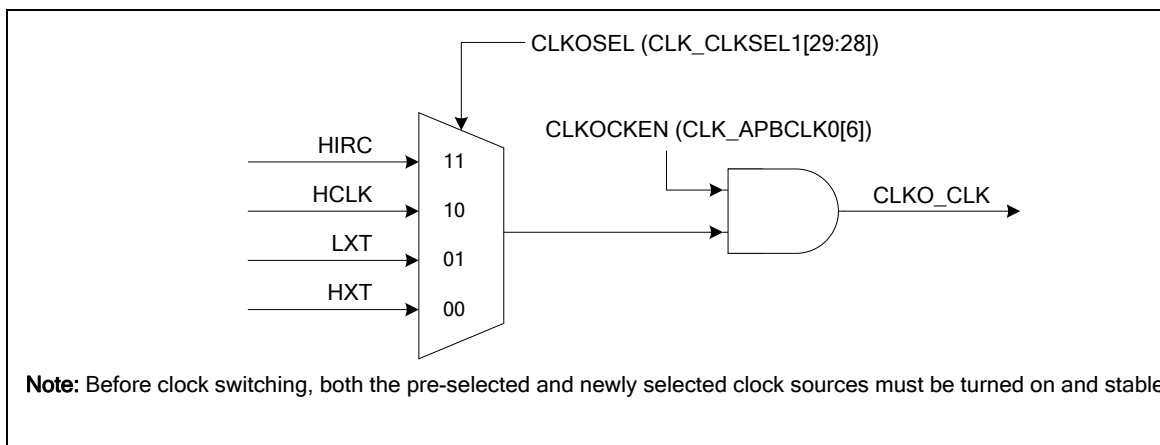 CLKOSEL (CLK_CLKSEL1[29:28])
CLKOCKEN (CLK_APBCLK0[6])
HIRC
11
HCLK
10
CLKO_CLK
LXT
01
HXT
00
Note: Before clock switching, both the pre-selected and newly selected clock sources must be turned on and stable